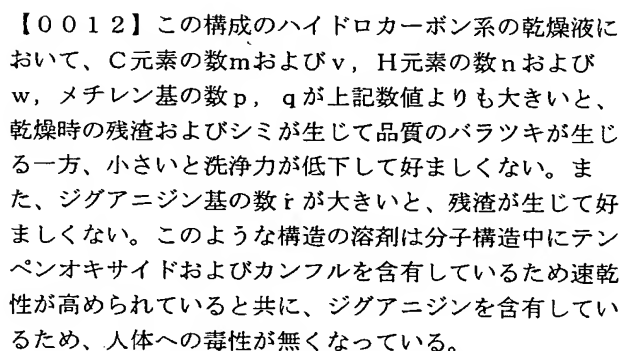 【００１２】この構成のハイドロカーボン系の乾燥液に
おいて、Ｃ元素の数ｍおよびｖ，Ｈ元素の数ｎおよび
ｗ，メチレン基の数ｐ，ｑが上記数値よりも大きいと、
乾燥時の残渣およびシミが生じて品質のバラツキが生じ
る一方、小さいと洗浄力が低下して好ましくない。ま
た、ジグアニジン基の数ｒが大きいと、残渣が生じて好
ましくない。このような構造の溶剤は分子構造中にテン
ペンオキサイドおよびカンフルを含有しているため速乾
性が高められていると共に、ジグアニジンを含有してい
るため、人体への毒性が無くなっている。